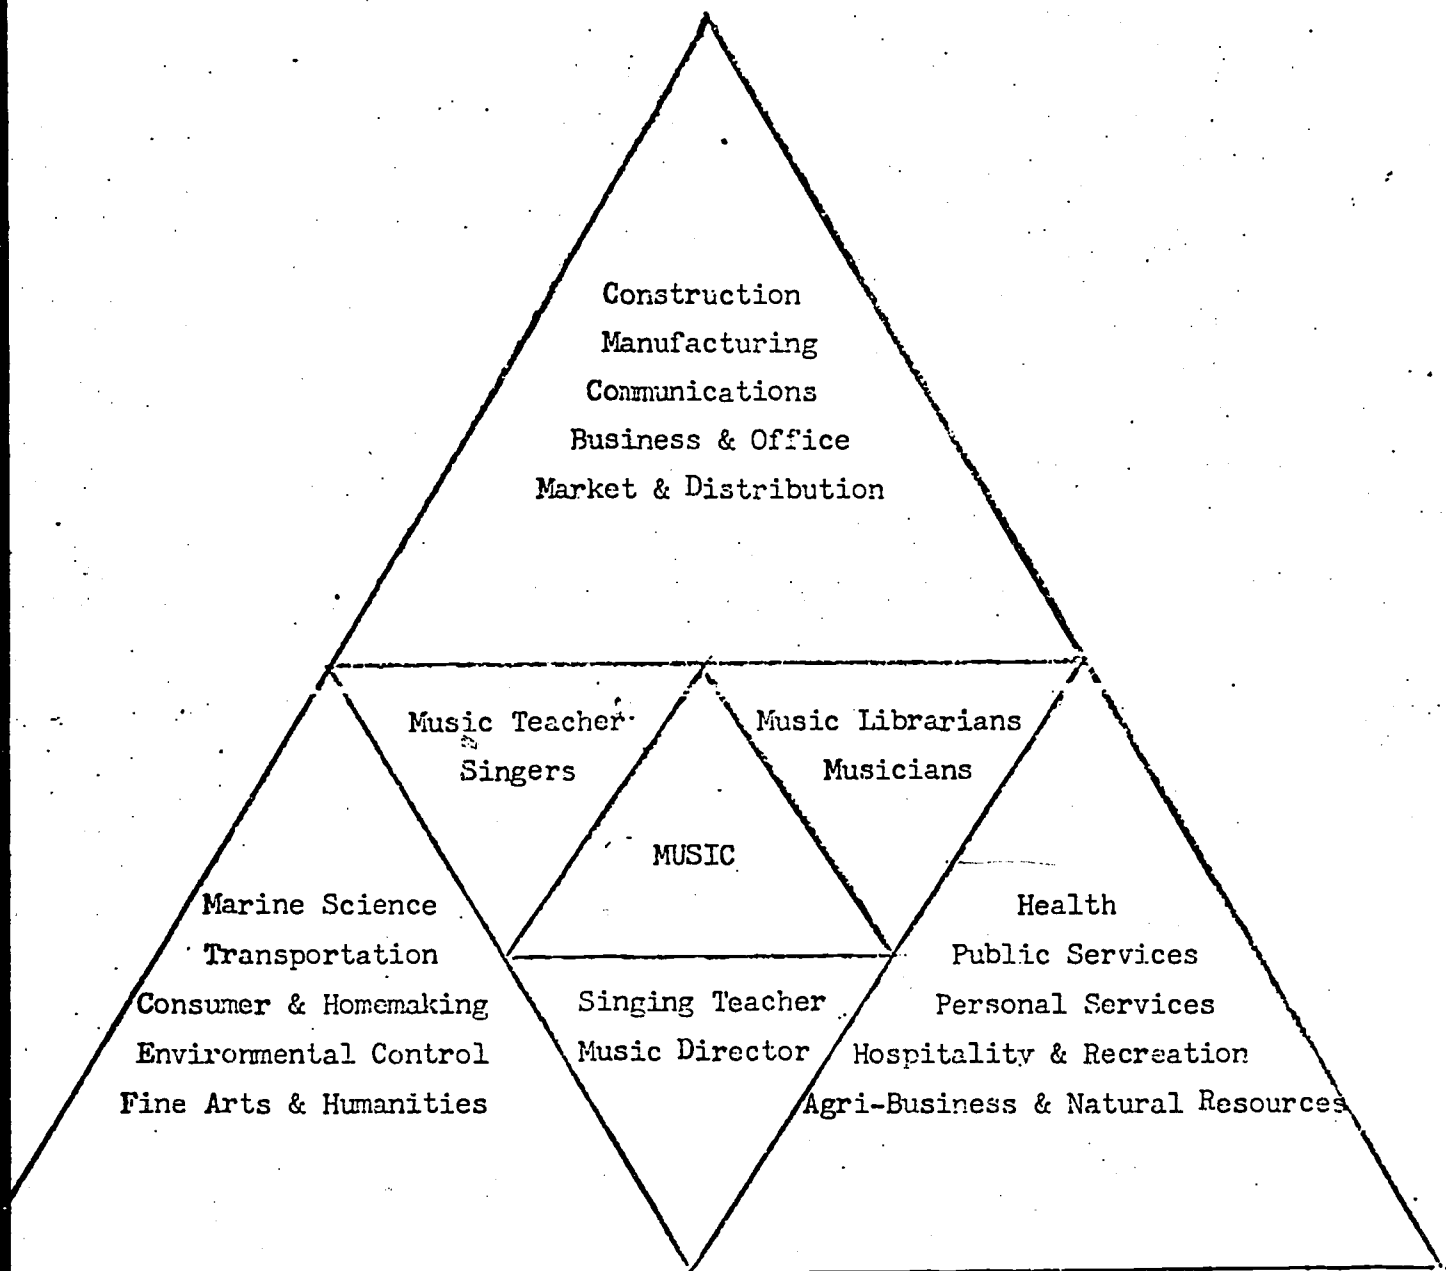 Construction
Manufacturing
Communications
Business & Office
Market & Distribution
Music Teacher
Singers
Music Librarians
Musicians
MUSIC
Marine Science
Transportation
Consumer & Homemaking
Environmental Control
Fine Arts & Humanities
Singing Teacher
Music Director
Health
Public Services
Personal Services
Hospitality & Recreation
Agri-Business & Natural Resources